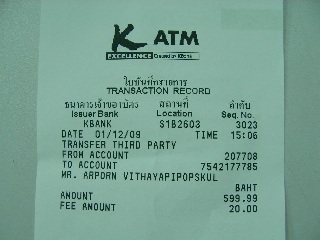 K ATM
EXCELLENCE
ใบบันทึกรายการ
TRANSACTION RECORD
ธนาคารเจ้าของบัตร สถานที่ ลำดับ
Issuer Bank Location Seq. No.
KBANK S1B2603 3023
DATE 01/12/09 TIME 15:06
TRANSFER THIRD PARTY
FROM ACCOUNT 207708
TO ACCOUNT 7542177785
MR. ARPORN VITHAYAPIPOPSKUL
BAHT
AMOUNT 599.99
FEE AMOUNT 20.00